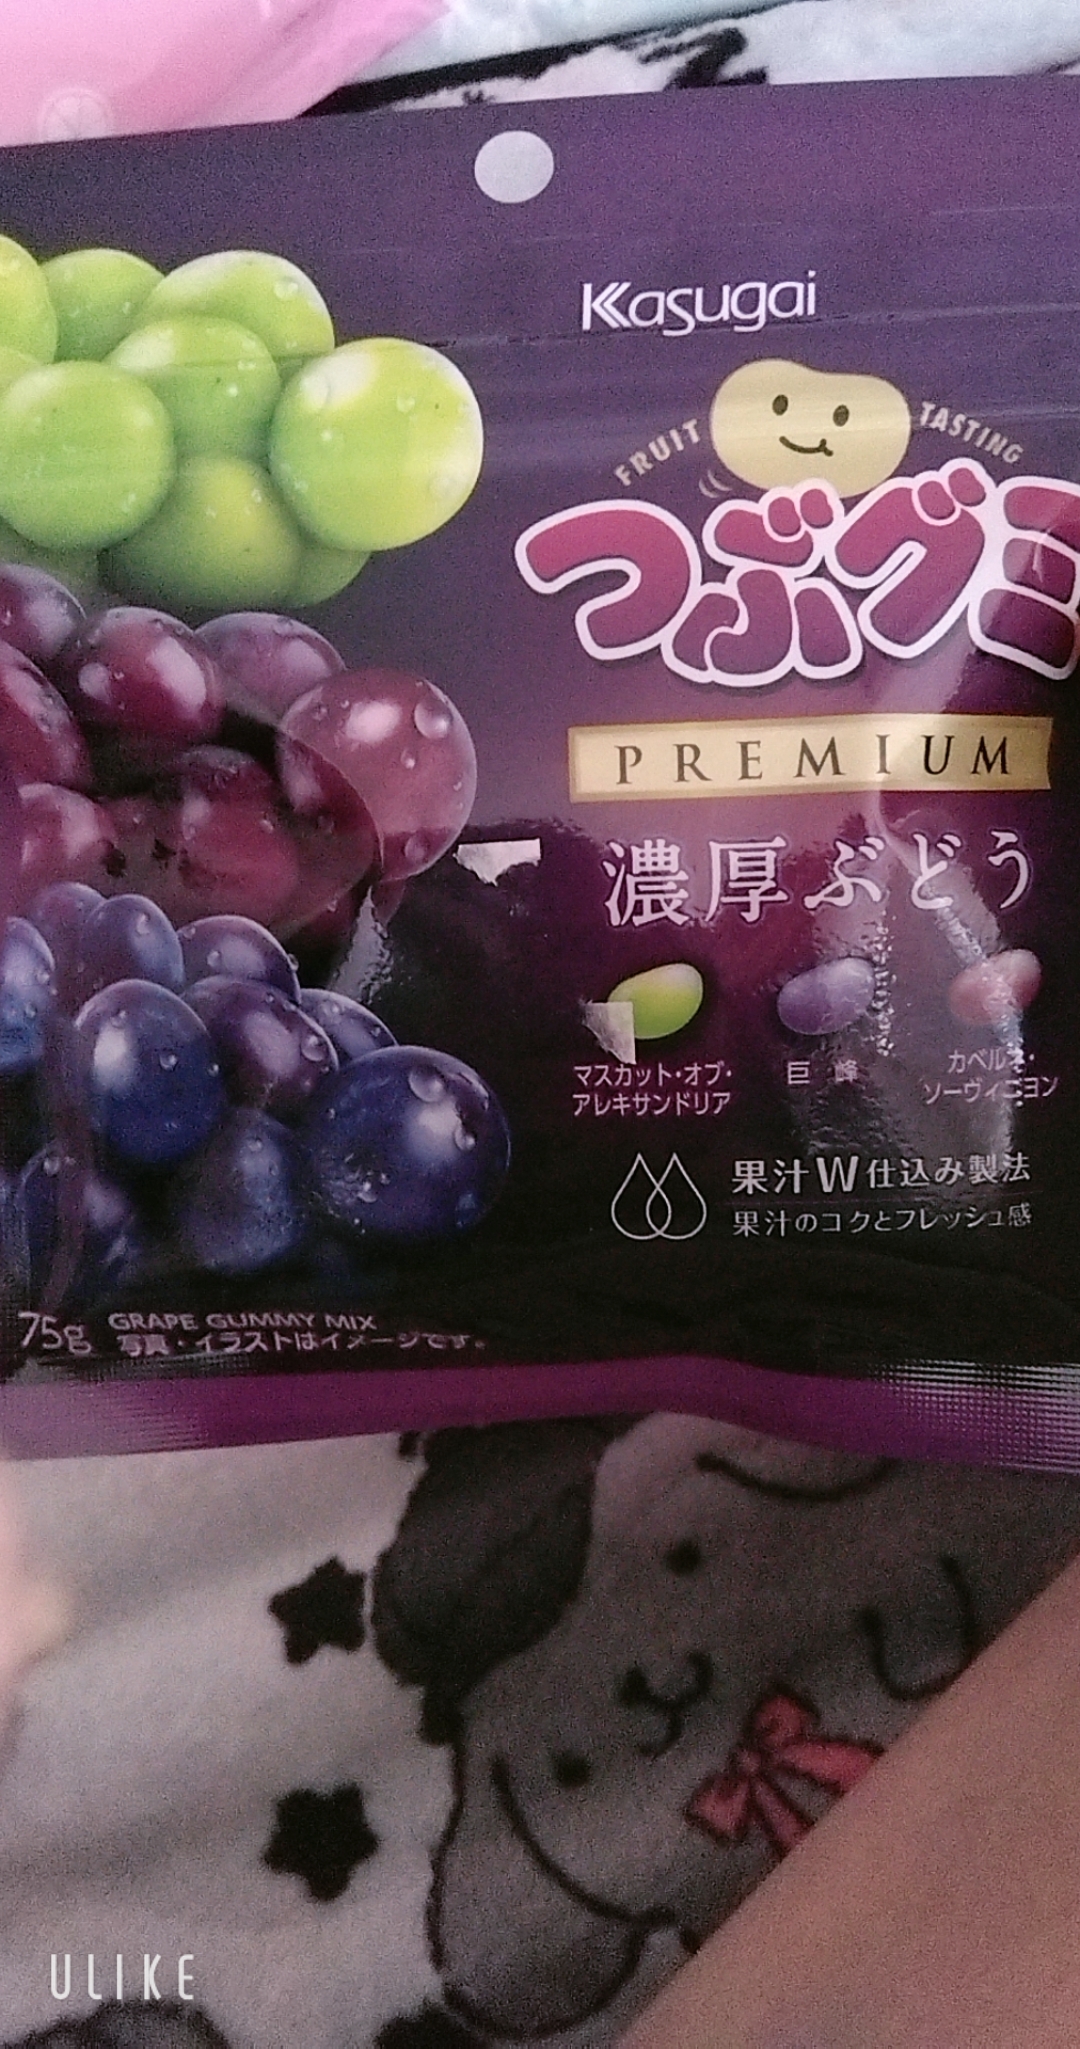 Kasugai
FRUIT TASTING
つぶグミ
PREMIUM
濃厚ぶどう
マスカット・オブ・
アレキサンドリア
巨峰
カベルネ・
ソーヴィニヨン
果汁W仕込み製法
果汁のコクとフレッシュ感
75g GRAPE GUMMY MIX
写真・イラストはイメージです。
ULIKE